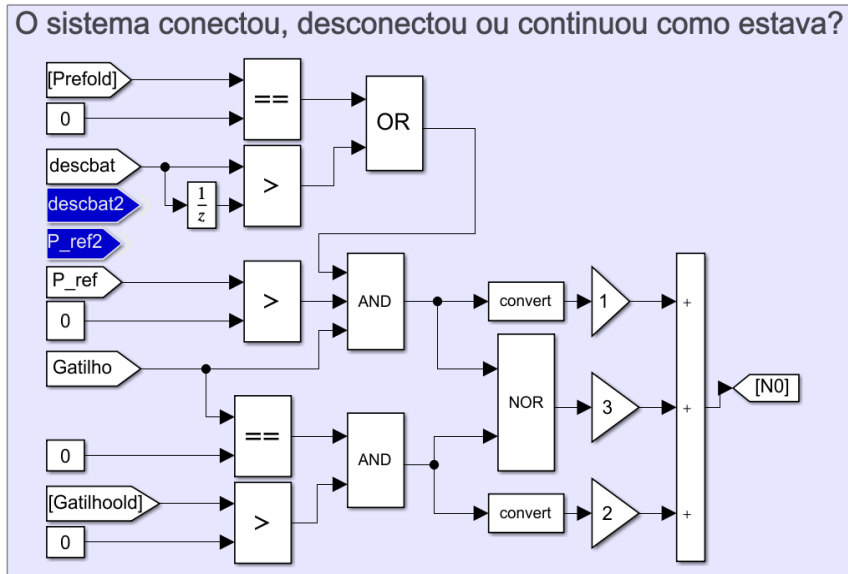 O sistema conectou, desconectou ou continuou como estava?
[Prefold]
0
==
OR
descbat
1
z
>
descbat2
P_ref2
P_ref
0
>
AND
convert
1
+
Gatilho
NOR
3
+
[N0]
==
0
AND
[Gatilhoold]
0
>
convert
2
+